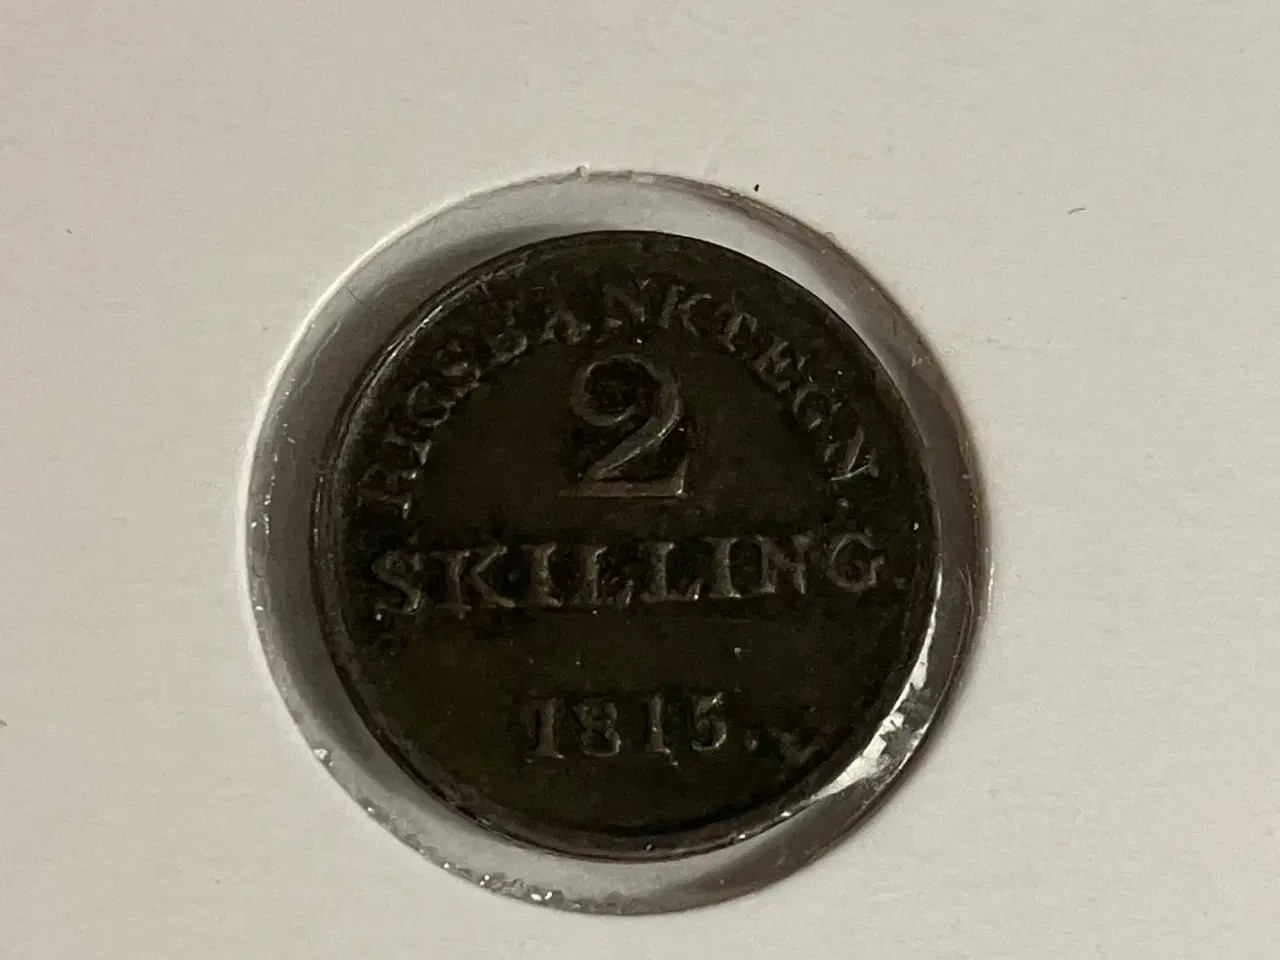 RIGSBANKTEGN.
2
SKILLING.
1815.